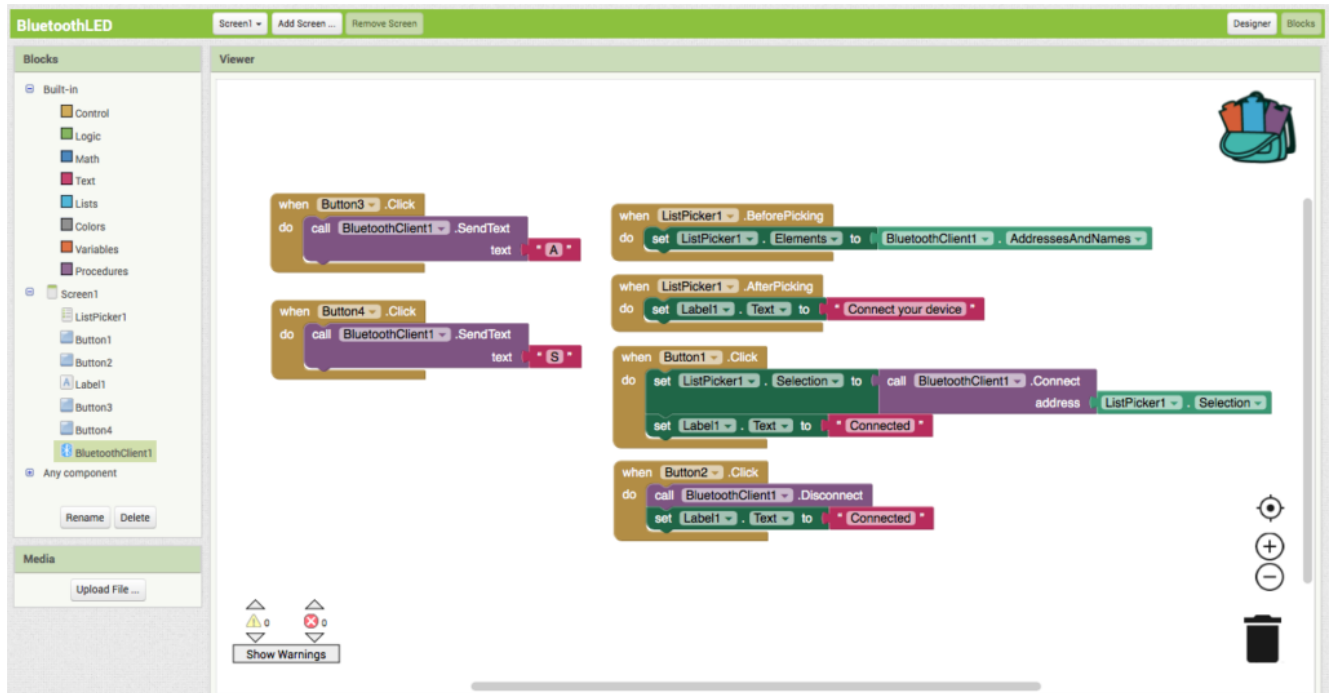 BluetoothLED
Screen1
Add Screen ...
Remove Screen
Designer
Blocks
Blocks
Built-in
Control
Logic
Math
Text
Lists
Colors
Variables
Procedures
Screen1
ListPicker1
Button1
Button2
Label1
Button3
Button4
BluetoothClient1
Any component
Rename
Delete
Media
Upload File ...
Viewer
when Button3 .Click
do call BluetoothClient1 .SendText
text " A "
when Button4 .Click
do call BluetoothClient1 .SendText
text " S "
when ListPicker1 .BeforePicking
do set ListPicker1 . Elements to BluetoothClient1 . AddressesAndNames
when ListPicker1 .AfterPicking
do set Label1 . Text to " Connect your device "
when Button1 .Click
do set ListPicker1 . Selection to call BluetoothClient1 .Connect
address ListPicker1 . Selection
set Label1 . Text to " Connected "
when Button2 .Click
do call BluetoothClient1 .Disconnect
set Label1 . Text to " Connected "
0 0
Show Warnings